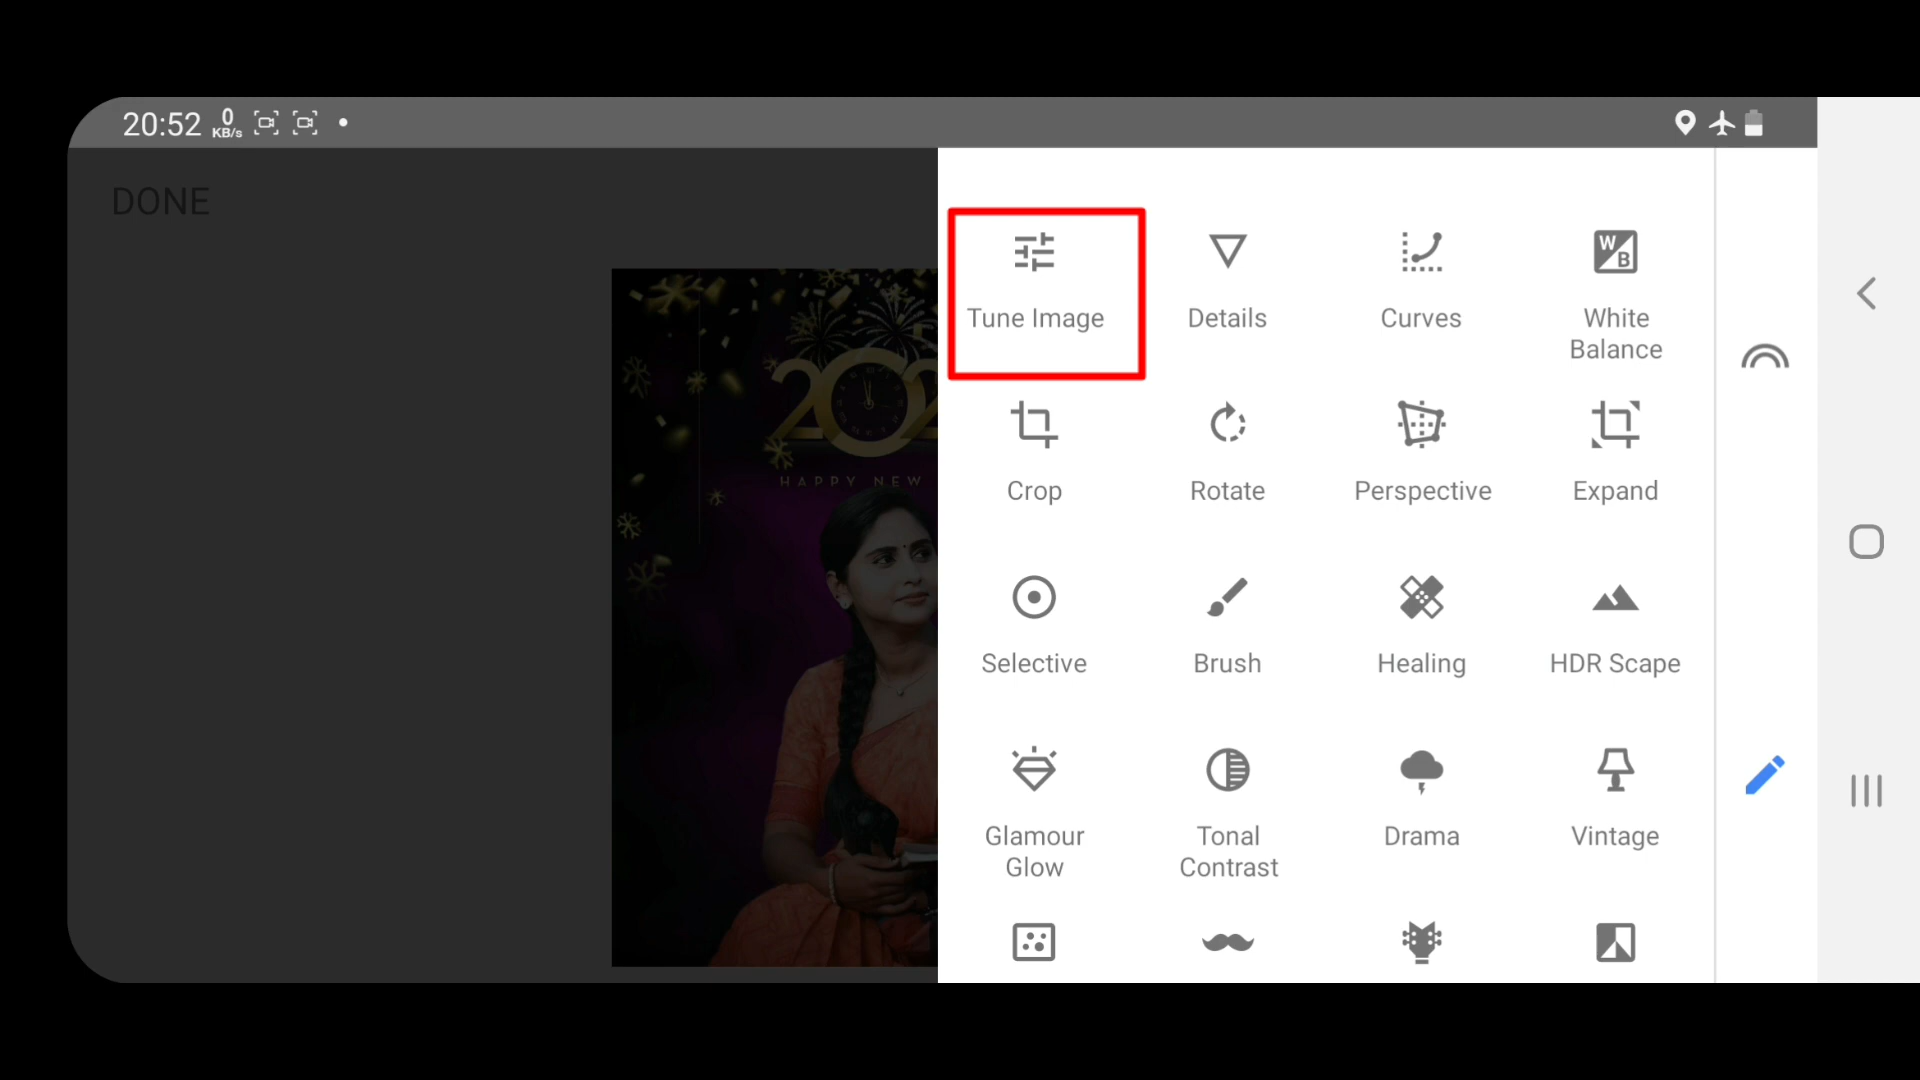 20:52 0 KB/s
DONE
Tune Image Details Curves White Balance
W B
Crop Rotate Perspective Expand
Selective Brush Healing HDR Scape
Glamour Glow Tonal Contrast Drama Vintage
202
HAPPY NEW